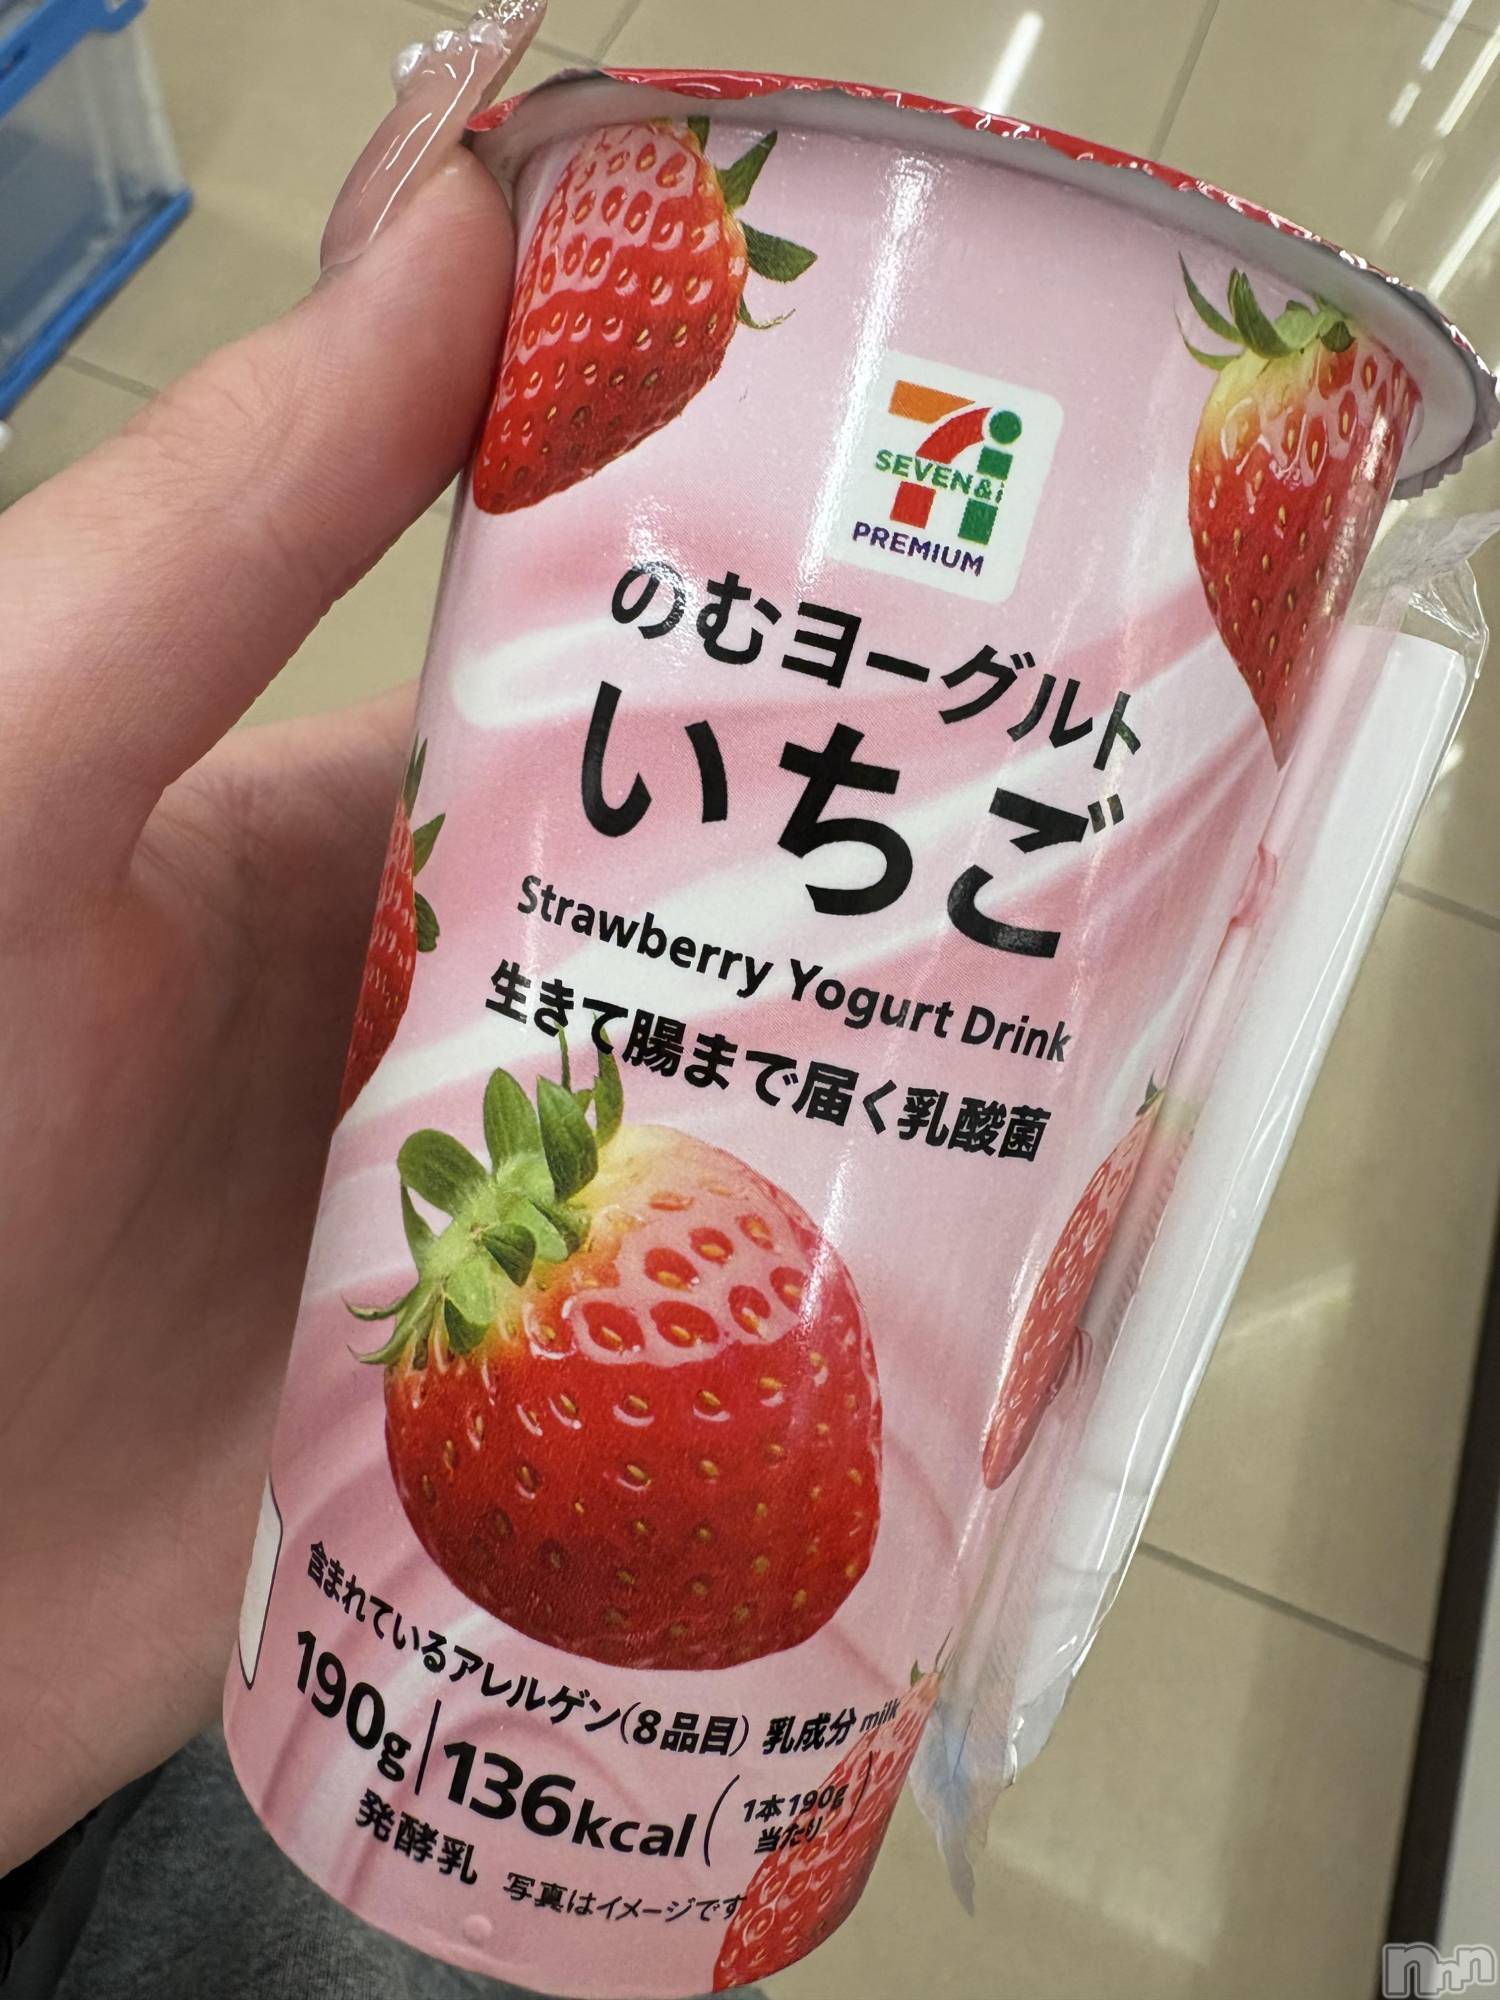 SEVEN&i
PREMIUM
のむヨーグルト
いちご
Strawberry Yogurt Drink
生きて腸まで届く乳酸菌
含まれているアレルゲン(8品目) 乳成分 milk
190g 136kcal (1本190g当たり)
発酵乳 写真はイメージです
nnn